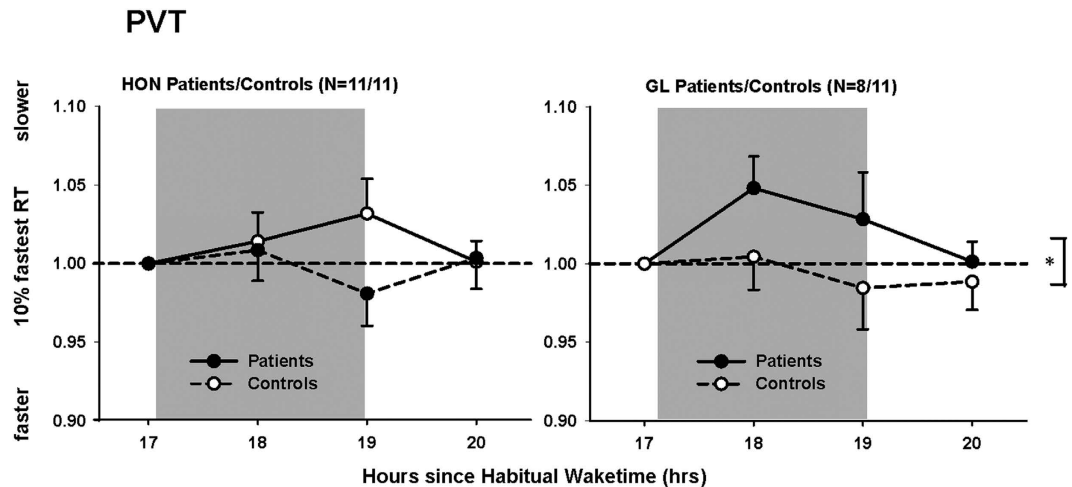 PVT
HON Patients/Controls (N=11/11)
GL Patients/Controls (N=8/11)
slower
10% fastest RT
faster
1.10
1.05
1.00
0.95
0.90
Patients
Controls
17 18 19 20
1.10
1.05
1.00
0.95
0.90
Patients
Controls
17 18 19 20
*
Hours since Habitual Waketime (hrs)